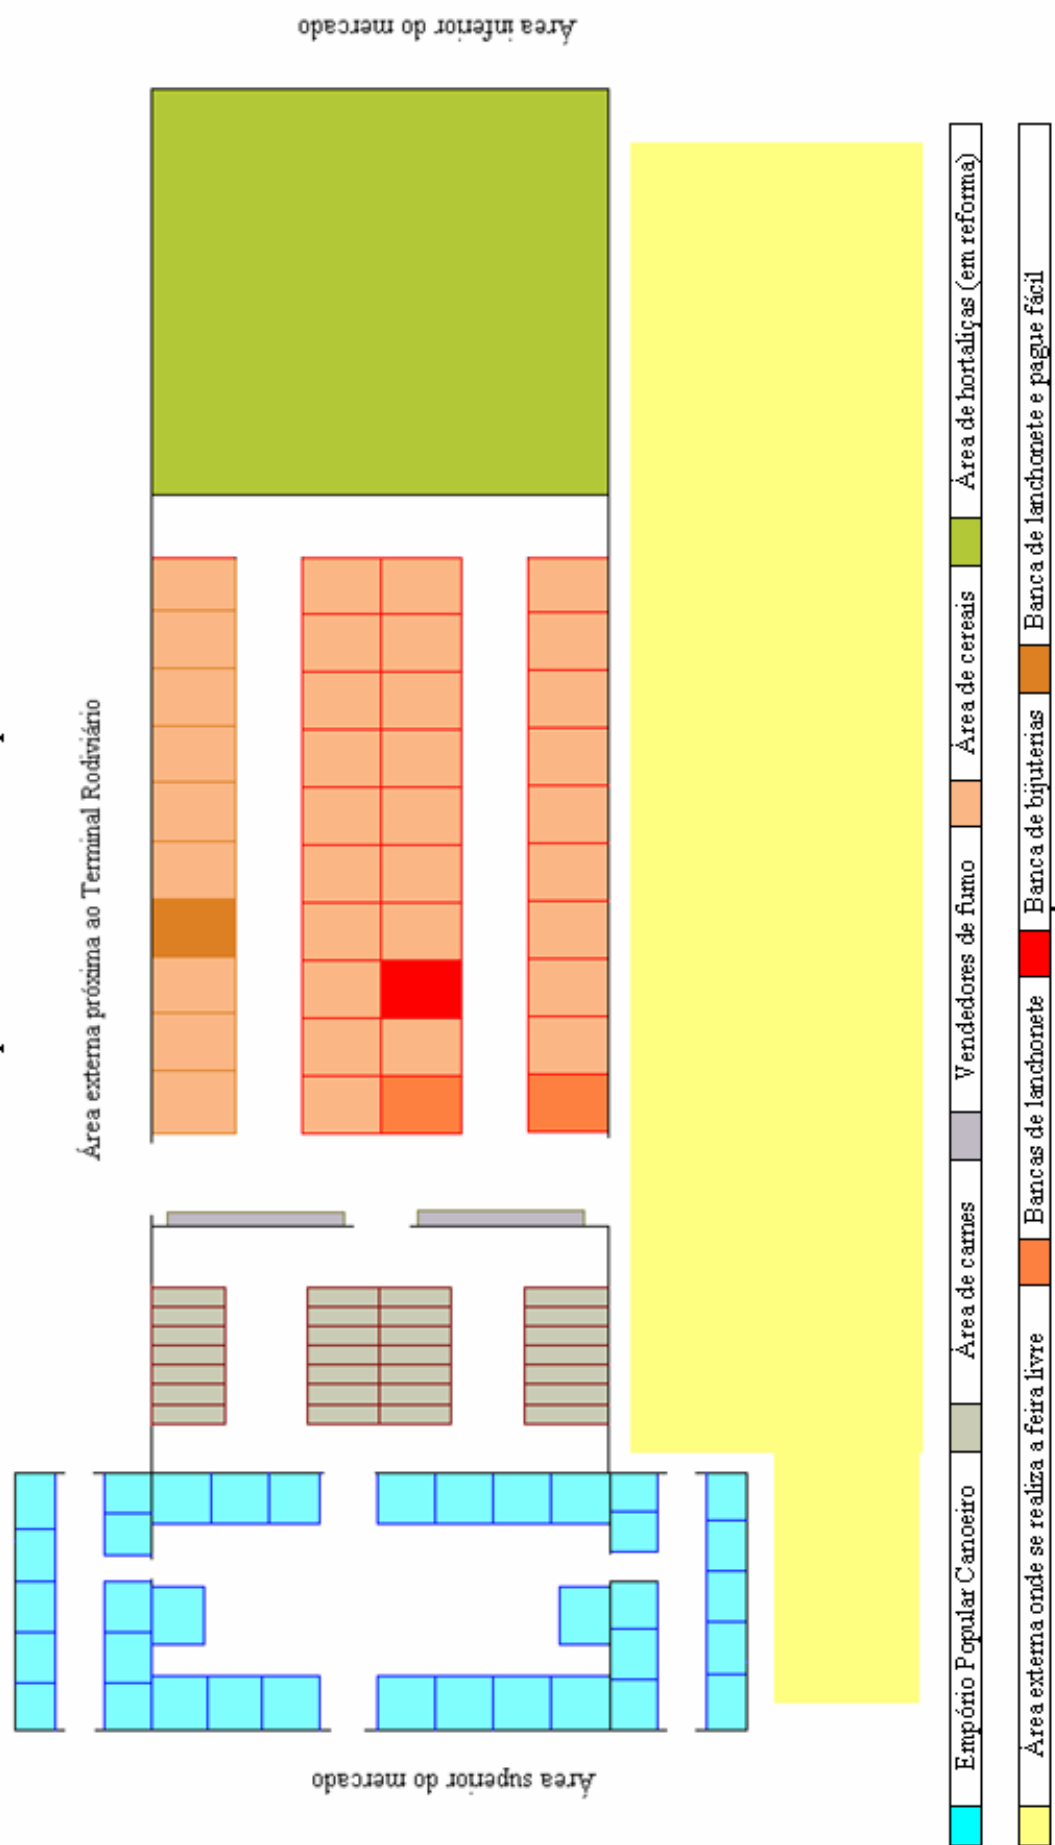 Área inferior do mercado
Área externa próxima ao Terminal Rodiviário
Área superior do mercado
Empório Popular Canoeiro
Área de carnes
Vendedores de fumo
Área de cereais
Área de hortaliças (em reforma)
Área externa onde se realiza a feira livre
Bancas de lanchonete
Banca de bijuterias
Banca de lanchonete e pague fácil